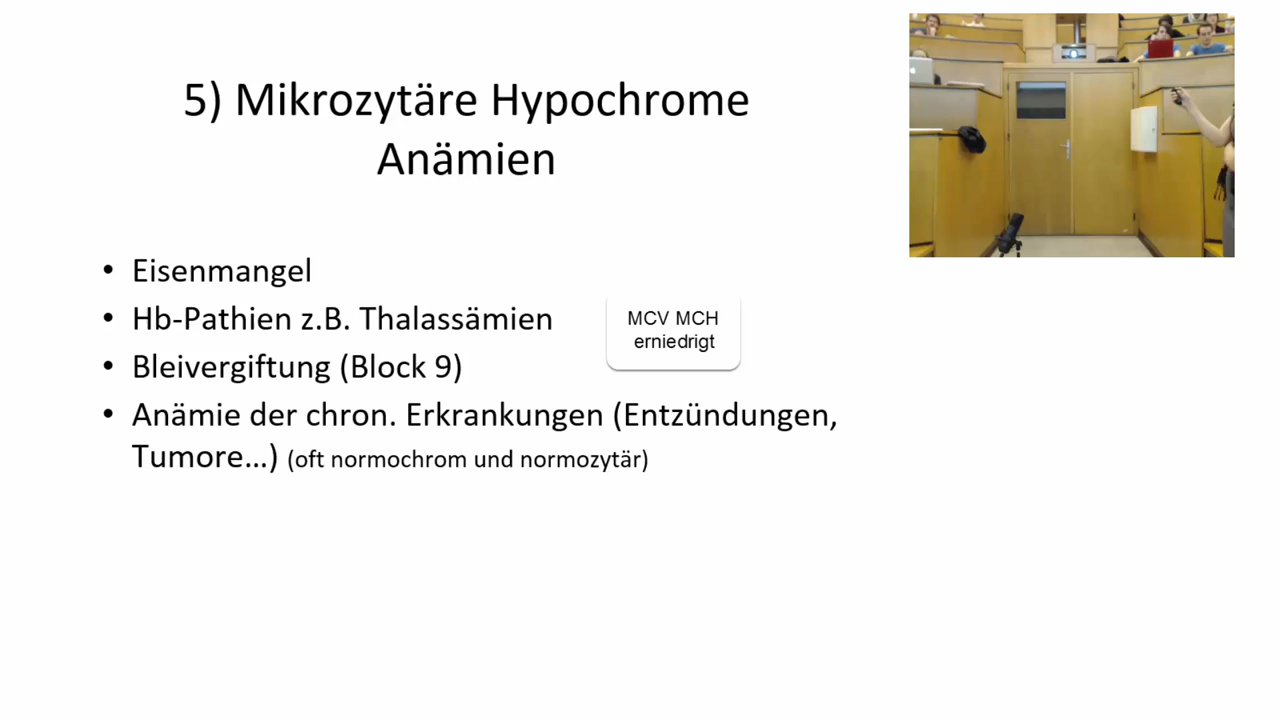 5) Mikrozytäre Hypochrome
Anämien
• Eisenmangel
• Hb-Pathien z.B. Thalassämien
• Bleivergiftung (Block 9)
• Anämie der chron. Erkrankungen (Entzündungen,
Tumore…) (oft normochrom und normozytär)
MCV MCH
erniedrigt